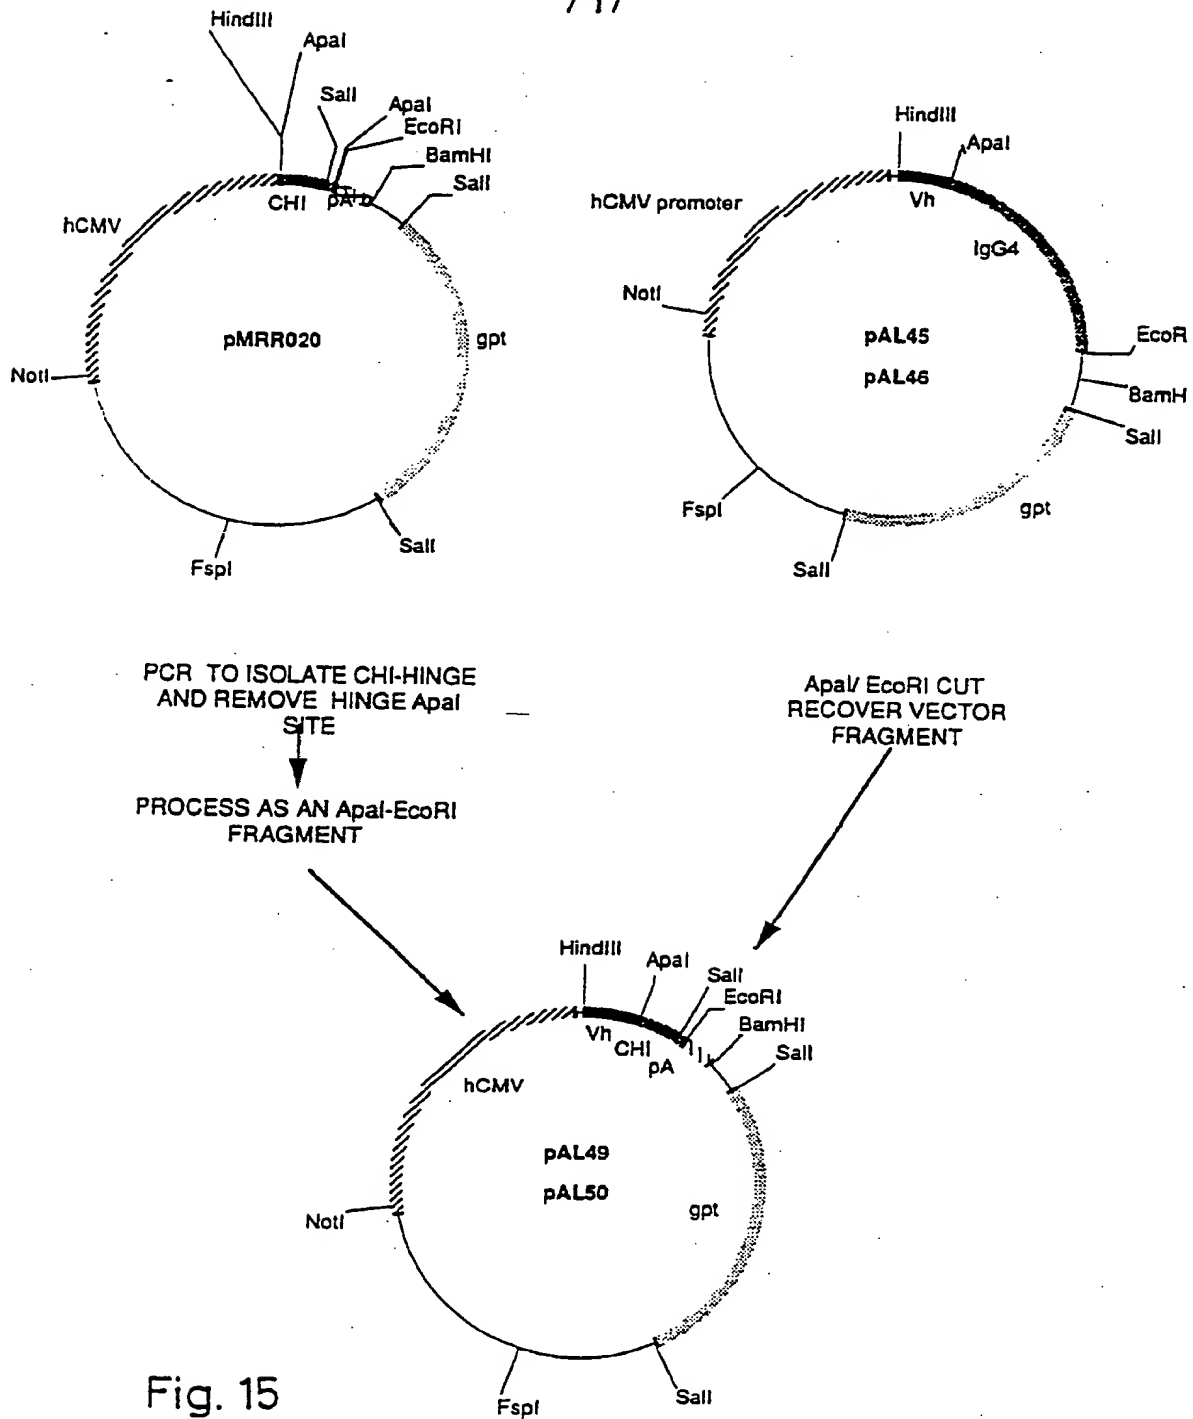 HindIII
ApaI
SalI
ApaI
EcoRI
BamHI
SalI
CHI
pA
hCMV
pMRR020
gpt
NotI
SalI
FspI
HindIII
ApaI
Vh
hCMV promoter
IgG4
NotI
pAL45
pAL46
EcoR
BamH
SalI
FspI
gpt
SalI
PCR TO ISOLATE CHI-HINGE
AND REMOVE HINGE ApaI
SITE
PROCESS AS AN ApaI-EcoRI
FRAGMENT
ApaI/ EcoRI CUT
RECOVER VECTOR
FRAGMENT
HindIII
ApaI
SalI
EcoRI
BamHI
SalI
Vh
CHI
pA
hCMV
pAL49
pAL50
gpt
NotI
SalI
FspI
Fig. 15